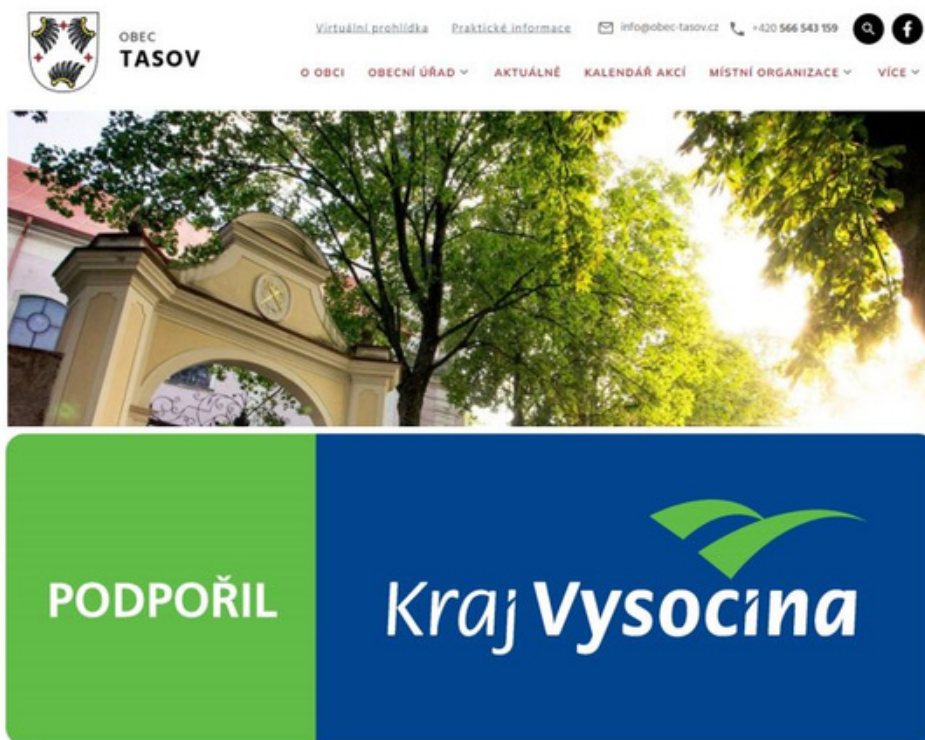 OBEC
TASOV
Virtuální prohlídka Praktické informace info@obec-tasov.cz +420 566 543 159
O OBCI OBECNÍ ÚŘAD AKTUÁLNĚ KALENDÁŘ AKCÍ MÍSTNÍ ORGANIZACE VÍCE
PODPOŘIL
Kraj Vysočina